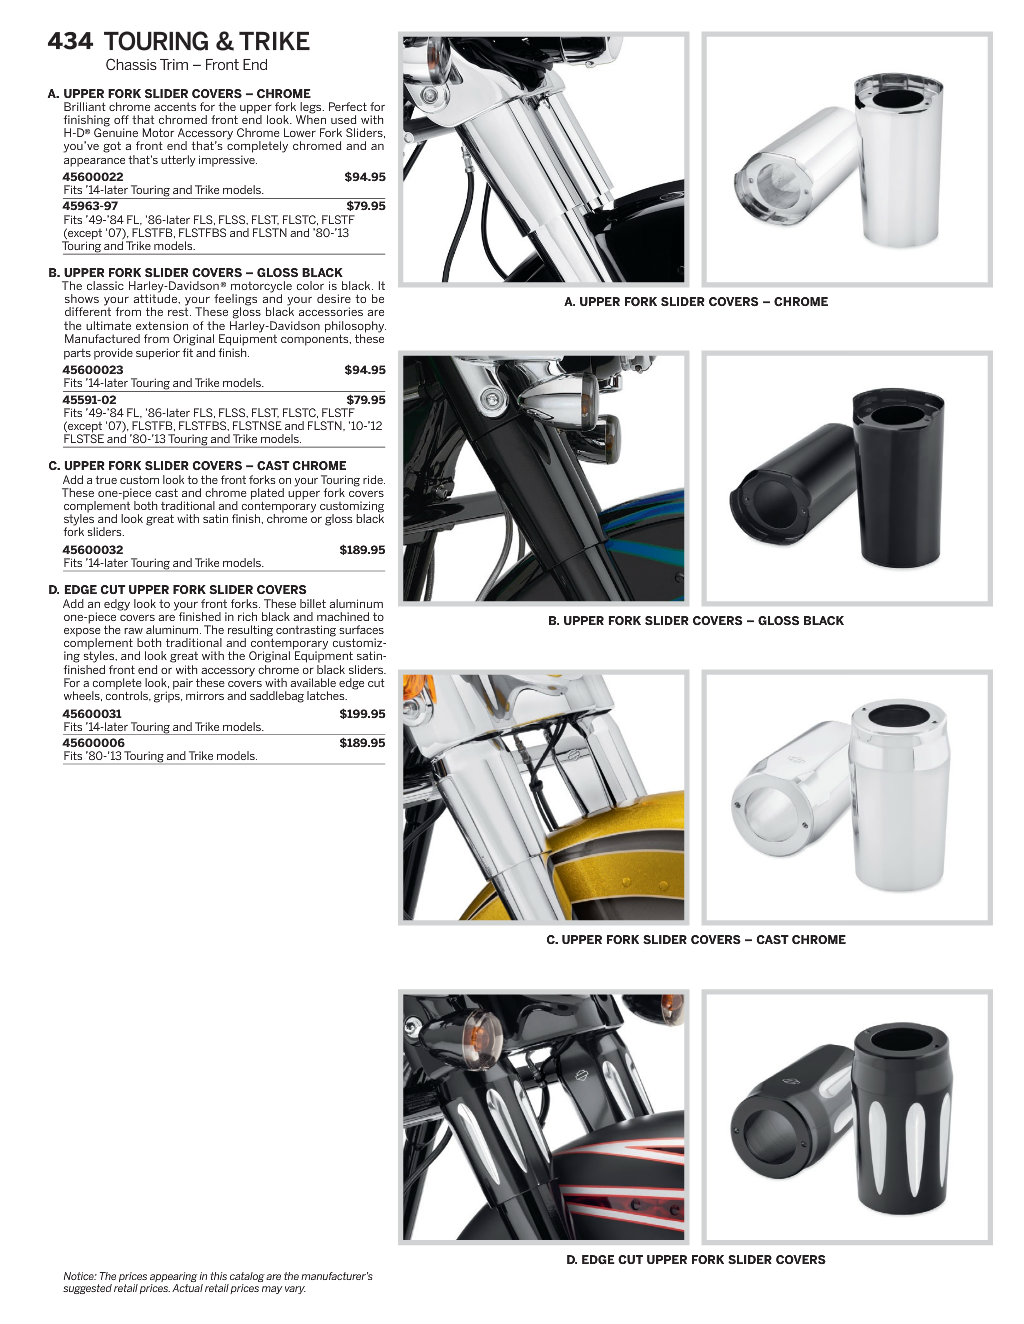 434 TOURING & TRIKE
Chassis Trim – Front End
A. UPPER FORK SLIDER COVERS – CHROME
Brilliant chrome accents for the upper fork legs. Perfect for
finishing off that chromed front end look. When used with
H-D® Genuine Motor Accessory Chrome Lower Fork Sliders,
you've got a front end that's completely chromed and an
appearance that's utterly impressive.
45600022 $94.95
Fits '14-later Touring and Trike models.
45963-97 $79.95
Fits '49-'84 FL, '86-later FLS, FLSS, FLST, FLSTC, FLSTF
(except '07), FLSTFB, FLSTFBS and FLSTN and '80-'13
Touring and Trike models.
B. UPPER FORK SLIDER COVERS – GLOSS BLACK
The classic Harley-Davidson® motorcycle color is black. It
shows your attitude, your feelings and your desire to be
different from the rest. These gloss black accessories are
the ultimate extension of the Harley-Davidson philosophy.
Manufactured from Original Equipment components, these
parts provide superior fit and finish.
45600023 $94.95
Fits '14-later Touring and Trike models.
45591-02 $79.95
Fits '49-'84 FL, '86-later FLS, FLSS, FLST, FLSTC, FLSTF
(except '07), FLSTFB, FLSTFBS, FLSTNSE and FLSTN, '10-'12
FLSTSE and '80-'13 Touring and Trike models.
C. UPPER FORK SLIDER COVERS – CAST CHROME
Add a true custom look to the front forks on your Touring ride.
These one-piece cast and chrome plated upper fork covers
complement both traditional and contemporary customizing
styles and look great with satin finish, chrome or gloss black
fork sliders.
45600032 $189.95
Fits '14-later Touring and Trike models.
D. EDGE CUT UPPER FORK SLIDER COVERS
Add an edgy look to your front forks. These billet aluminum
one-piece covers are finished in rich black and machined to
expose the raw aluminum. The resulting contrasting surfaces
complement both traditional and contemporary customiz-
ing styles, and look great with the Original Equipment satin-
finished front end or with accessory chrome or black sliders.
For a complete look, pair these covers with available edge cut
wheels, controls, grips, mirrors and saddlebag latches.
45600031 $199.95
Fits '14-later Touring and Trike models.
45600006 $189.95
Fits '80-'13 Touring and Trike models.
A. UPPER FORK SLIDER COVERS – CHROME
B. UPPER FORK SLIDER COVERS – GLOSS BLACK
C. UPPER FORK SLIDER COVERS – CAST CHROME
D. EDGE CUT UPPER FORK SLIDER COVERS
Notice: The prices appearing in this catalog are the manufacturer's
suggested retail prices. Actual retail prices may vary.